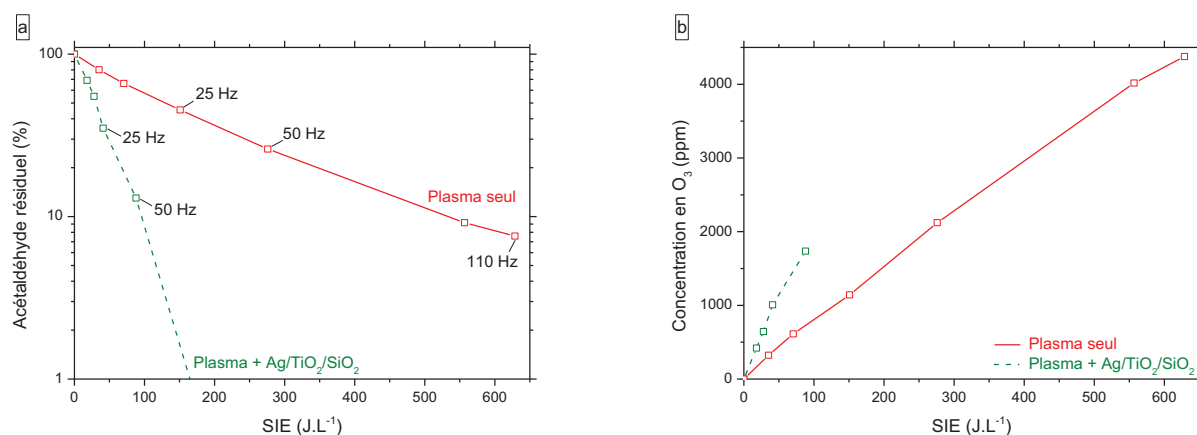 a
Acétaldéhyde résiduel (%)
100
10
1
25 Hz
50 Hz
25 Hz
50 Hz
Plasma seul
110 Hz
Plasma + Ag/TiO₂/SiO₂
0 100 200 300 400 500 600
SIE (J.L⁻¹)
b
Concentration en O₃ (ppm)
4000
3000
2000
1000
0
Plasma seul
Plasma + Ag/TiO₂/SiO₂
0 100 200 300 400 500 600
SIE (J.L⁻¹)